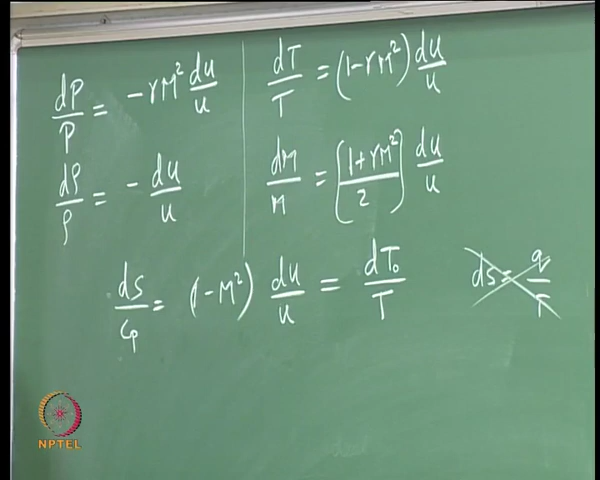 dP/P = -γM² du/u | dT/T = (1-γM²) du/u
dρ/ρ = - du/u | dM/M = (1+γM²/2) du/u
ds/Cp = (1-M²) du/u = dT₀/T ds = q/T
NPTEL